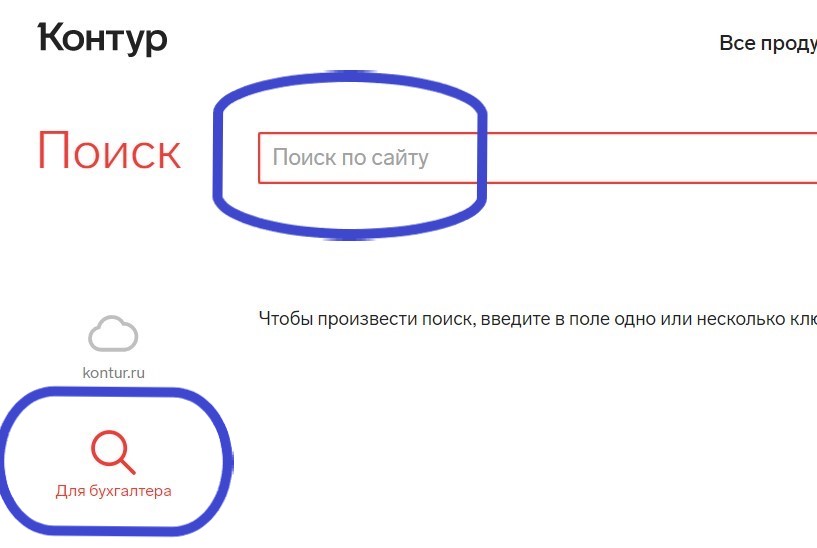 Контур
Все проду
Поиск
Поиск по сайту
Чтобы произвести поиск, введите в поле одно или несколько клю
kontur.ru
Для бухгалтера